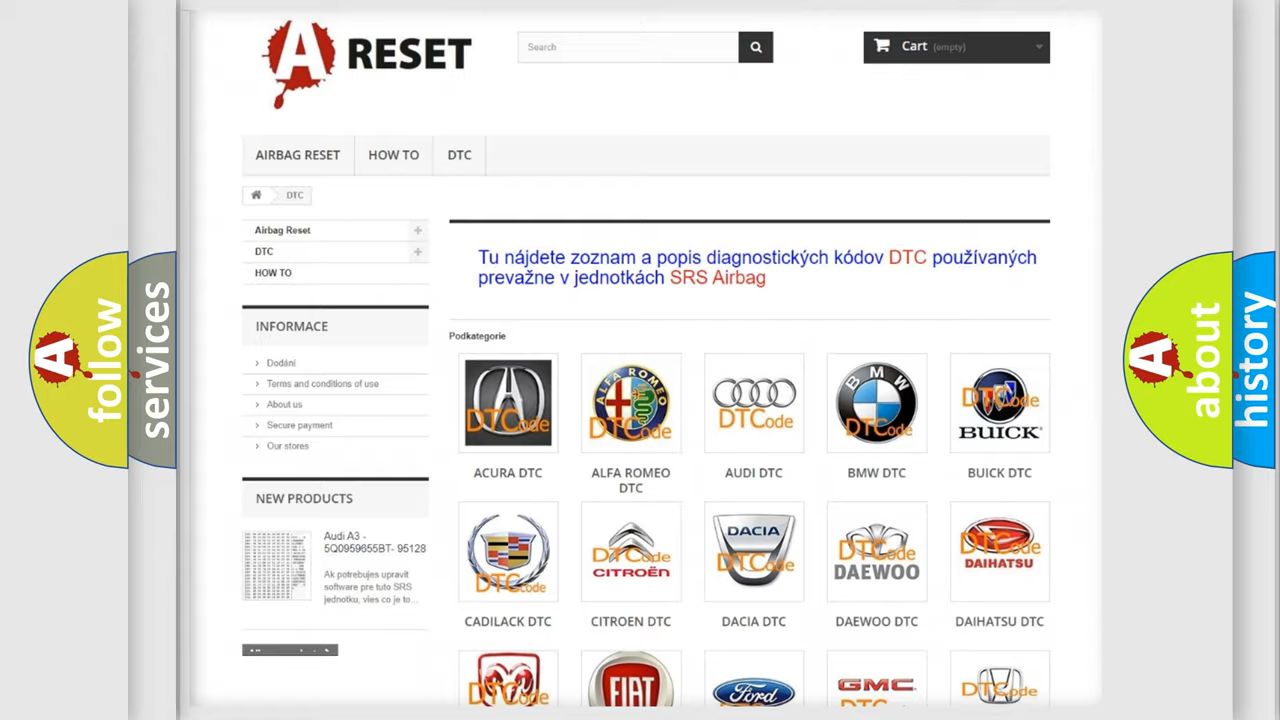 A RESET
Search
Cart (empty)
AIRBAG RESET
HOW TO
DTC
DTC
Airbag Reset
DTC
HOW TO
INFORMACE
Dodání
Terms and conditions of use
About us
Secure payment
Our stores
NEW PRODUCTS
Audi A3 -
5Q0959655BT- 95128
Ak potrebujes upravit
software pre tuto SRS
jednotku, vies co je to...
Tu nájdete zoznam a popis diagnostických kódov DTC používaných
prevažne v jednotkách SRS Airbag
Podkategorie
DTCode
ALFA ROMEO
DTCode
DTCode
BMW
DTCode
DTCode
BUICK
ACURA DTC
ALFA ROMEO
DTC
AUDI DTC
BMW DTC
BUICK DTC
DTCode
DTCode
CITROËN
DACIA
DTCode
DTCode
DAEWOO
DTCode
DAIHATSU
CADILACK DTC
CITROEN DTC
DACIA DTC
DAEWOO DTC
DAIHATSU DTC
DTCode
FIAT
Ford
GMC
DTCode
A follow
services
A about
history